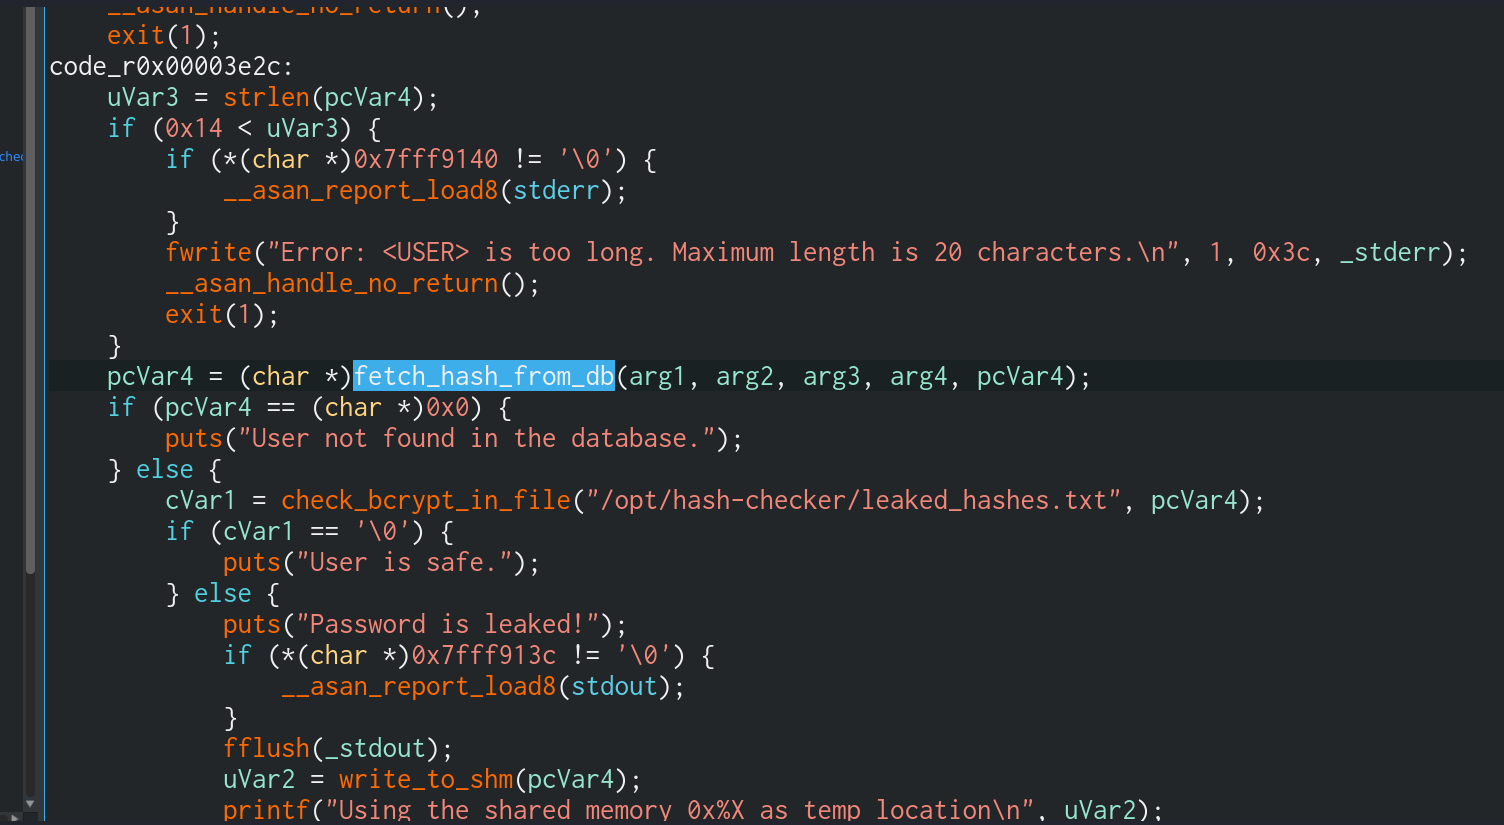 __asan_handle_no_return();
exit(1);
code_r0x00003e2c:
uVar3 = strlen(pcVar4);
if (0x14 < uVar3) {
if (*(char *)0x7fff9140 != '\0') {
__asan_report_load8(stderr);
}
fwrite("Error: <USER> is too long. Maximum length is 20 characters.\n", 1, 0x3c, _stderr);
__asan_handle_no_return();
exit(1);
}
pcVar4 = (char *)fetch_hash_from_db(arg1, arg2, arg3, arg4, pcVar4);
if (pcVar4 == (char *)0x0) {
puts("User not found in the database.");
} else {
cVar1 = check_bcrypt_in_file("/opt/hash-checker/leaked_hashes.txt", pcVar4);
if (cVar1 == '\0') {
puts("User is safe.");
} else {
puts("Password is leaked!");
if (*(char *)0x7fff913c != '\0') {
__asan_report_load8(stdout);
}
fflush(_stdout);
uVar2 = write_to_shm(pcVar4);
printf("Using the shared memory 0x%X as temp location\n", uVar2);